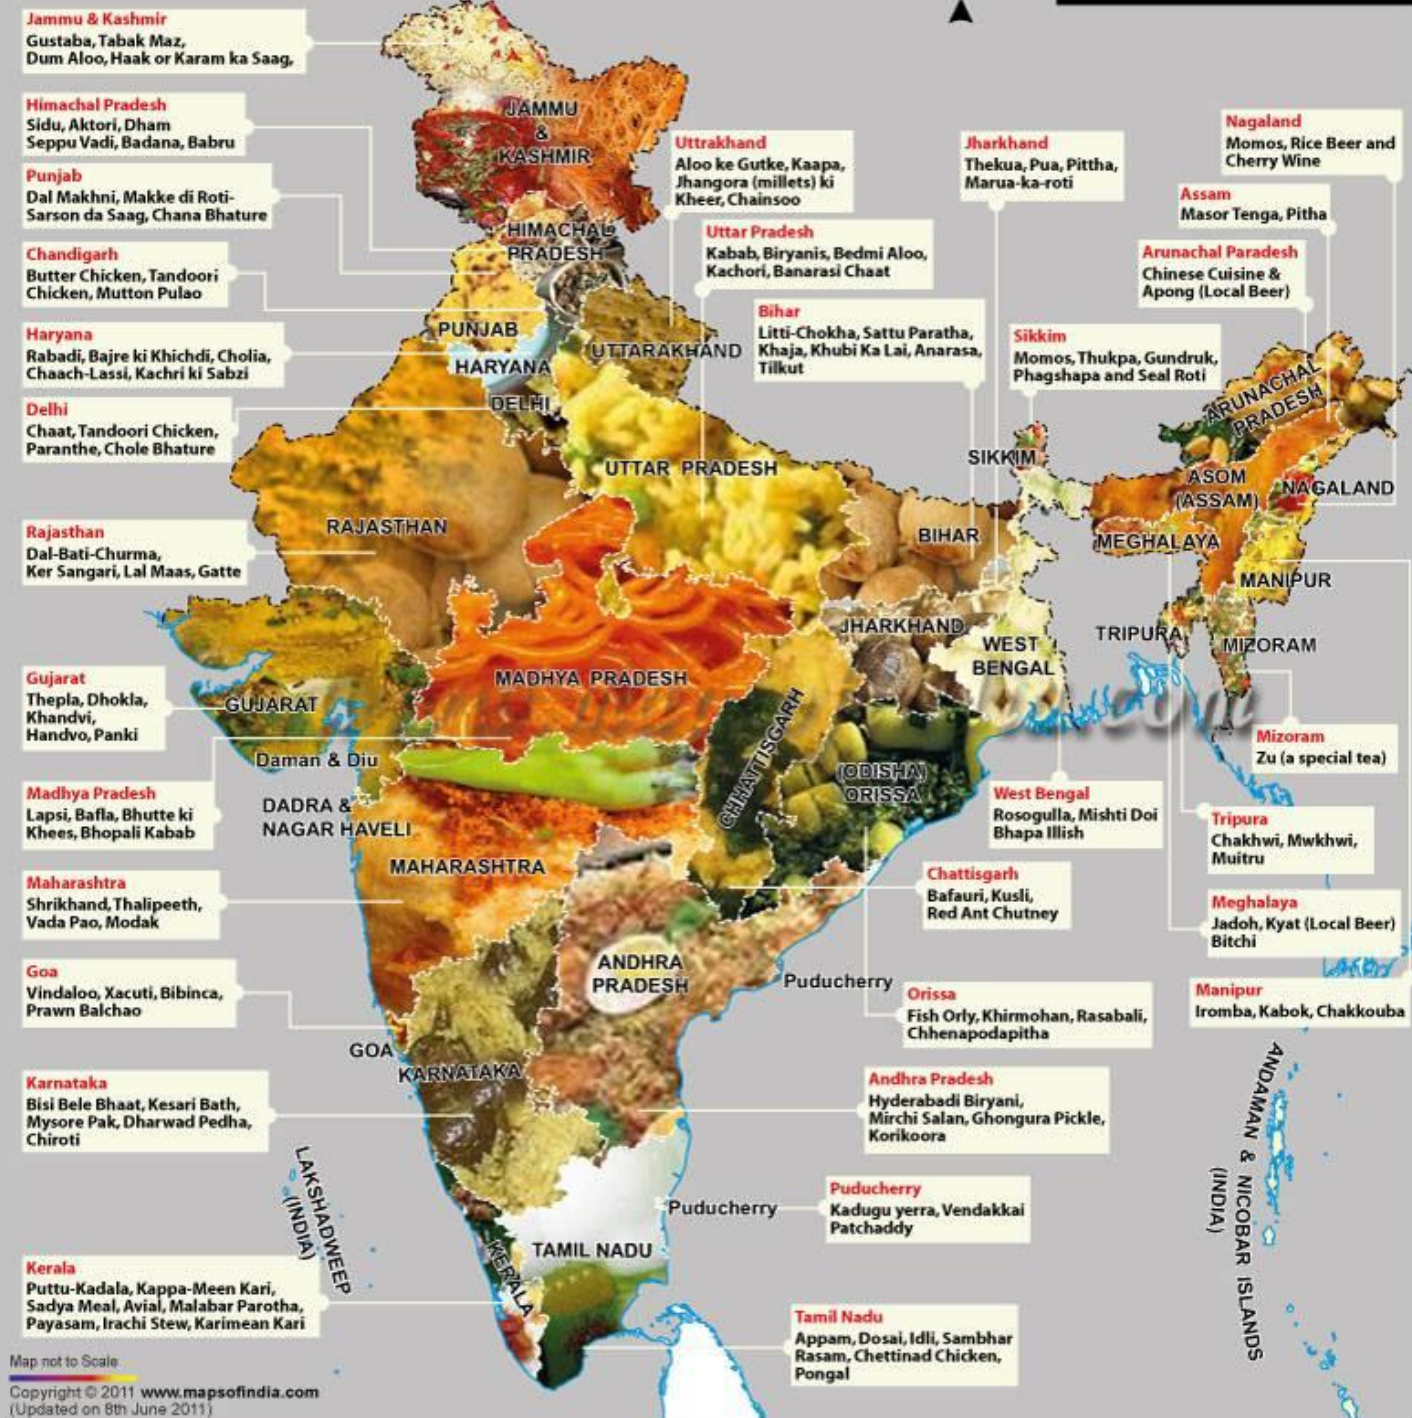 Jammu & Kashmir
Gustaba, Tabak Maz,
Dum Aloo, Haak or Karam ka Saag,
Himachal Pradesh
Sidu, Aktori, Dham
Seppu Vadi, Badana, Babru
Punjab
Dal Makhni, Makke di Roti-
Sarson da Saag, Chana Bhature
Chandigarh
Butter Chicken, Tandoori
Chicken, Mutton Pulao
Haryana
Rabadi, Bajre ki Khichdi, Cholia,
Chaach-Lassi, Kachri ki Sabzi
Delhi
Chaat, Tandoori Chicken,
Paranthe, Chole Bhature
Rajasthan
Dal-Bati-Churma,
Ker Sangari, Lal Maas, Gatte
Gujarat
Thepla, Dhokla,
Khandvi,
Handvo, Panki
Madhya Pradesh
Lapsi, Bafla, Bhutte ki
Khees, Bhopali Kabab
Maharashtra
Shrikhand, Thalipeeth,
Vada Pao, Modak
Goa
Vindaloo, Xacuti, Bibinca,
Prawn Balchao
Karnataka
Bisi Bele Bhaat, Kesari Bath,
Mysore Pak, Dharwad Pedha,
Chiroti
Kerala
Puttu-Kadala, Kappa-Meen Kari,
Sadya Meal, Avial, Malabar Parotha,
Payasam, Irachi Stew, Karimean Kari
Uttrakhand
Aloo ke Gutke, Kaapa,
Jhangora (millets) ki
Kheer, Chainsoo
Uttar Pradesh
Kabab, Biryanis, Bedmi Aloo,
Kachori, Banarasi Chaat
Bihar
Litti-Chokha, Sattu Paratha,
Khaja, Khubi Ka Lai, Anarasa,
Tilkut
Jharkhand
Thekua, Pua, Pittha,
Marua-ka-roti
Sikkim
Momos, Thukpa, Gundruk,
Phagshapa and Seal Roti
Nagaland
Momos, Rice Beer and
Cherry Wine
Assam
Masor Tenga, Pitha
Arunachal Paradesh
Chinese Cuisine &
Apong (Local Beer)
Mizoram
Zu (a special tea)
Tripura
Chakhwi, Mwkhwi,
Muitru
Meghalaya
Jadoh, Kyat (Local Beer)
Bitchi
Manipur
Iromba, Kabok, Chakkouba
West Bengal
Rosogulla, Mishti Doi
Bhapa Illish
Chattisgarh
Bafauri, Kusli,
Red Ant Chutney
Orissa
Fish Orly, Khirmohan, Rasabali,
Chhenapodapitha
Andhra Pradesh
Hyderabadi Biryani,
Mirchi Salan, Ghongura Pickle,
Korikoora
Puducherry
Kadugu yerra, Vendakkai
Patchaddy
Tamil Nadu
Appam, Dosai, Idli, Sambhar
Rasam, Chettinad Chicken,
Pongal
JAMMU
&
KASHMIR
HIMACHAL
PRADESH
PUNJAB
HARYANA
UTTARAKHAND
DELHI
UTTAR PRADESH
RAJASTHAN
BIHAR
SIKKIM
ARUNACHAL
PRADESH
ASOM
(ASSAM)
NAGALAND
MEGHALAYA
MANIPUR
TRIPURA
MIZORAM
JHARKHAND
WEST
BENGAL
MADHYA PRADESH
GUJARAT
Daman & Diu
DADRA &
NAGAR HAVELI
CHHATTISGARH
(ODISHA)
ORISSA
MAHARASHTRA
ANDHRA
PRADESH
Puducherry
GOA
KARNATAKA
Puducherry
TAMIL NADU
KERALA
LAKSHADWEEP
(INDIA)
ANDAMAN & NICOBAR ISLANDS
(INDIA)
Map not to Scale
Copyright © 2011 www.mapsofindia.com
(Updated on 8th June 2011)